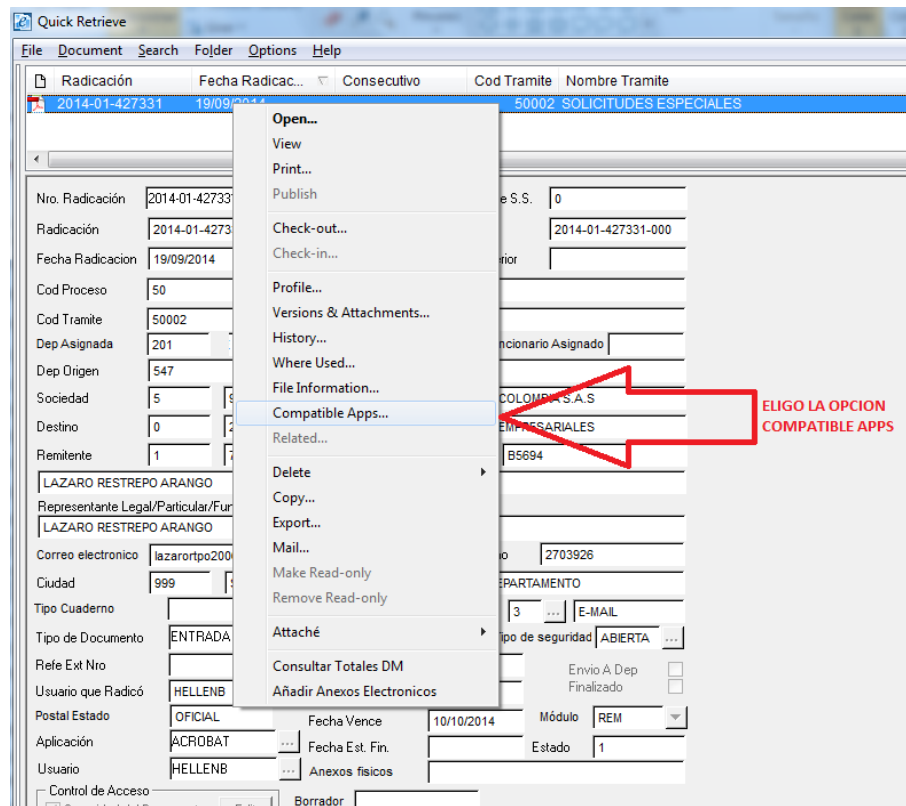 Quick Retrieve
File Document Search Folder Options Help
Radicación Fecha Radicac... Consecutivo Cod Tramite Nombre Tramite
2014-01-427331 19/09/2014 50002 SOLICITUDES ESPECIALES
Open...
View
Print...
Publish
Check-out...
Check-in...
Profile...
Versions & Attachments...
History...
Where Used...
File Information...
Compatible Apps...
Related...
Delete
Copy...
Export...
Mail...
Make Read-only
Remove Read-only
Attaché
Consultar Totales DM
Añadir Anexos Electronicos
ELIGO LA OPCION
COMPATIBLE APPS
Nro. Radicación 2014-01-42733 e S.S. 0
Radicación 2014-01-4273 2014-01-427331-000
Fecha Radicacion 19/09/2014 rior
Cod Proceso 50
Cod Tramite 50002
Dep Asignada 201 ncionario Asignado
Dep Origen 547
Sociedad 5 9 COLOMBIA S.A.S
Destino 0 2 EMPRESARIALES
Remitente 1 7 B5694
LAZARO RESTREPO ARANGO
Representante Legal/Particular/Fur
LAZARO RESTREPO ARANGO
Correo electronico lazarortpo200 no 2703926
Ciudad 999 EPARTAMENTO
Tipo Cuaderno 3 ... E-MAIL
Tipo de Documento ENTRADA ipo de seguridad ABIERTA ...
Refe Ext Nro Envio A Dep
Finalizado
Usuario que Radicó HELLENB
Postal Estado OFICIAL Fecha Vence 10/10/2014 Módulo REM
Aplicación ACROBAT ... Fecha Est. Fin. Estado 1
Usuario HELLENB ... Anexos fisicos
Control de Acceso
Borrador